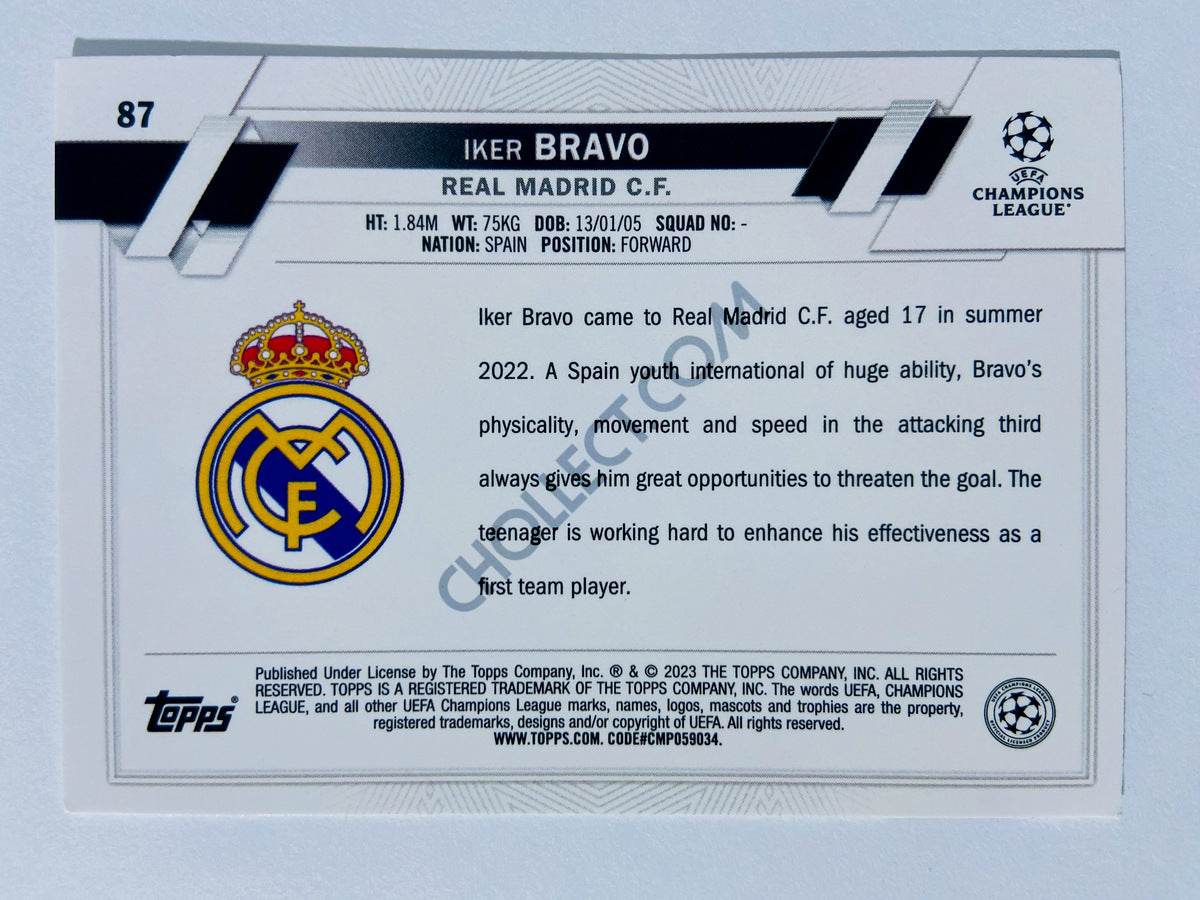 87
IKER BRAVO
REAL MADRID C.F.
HT: 1.84M WT: 75KG DOB: 13/01/05 SQUAD NO: -
NATION: SPAIN POSITION: FORWARD
UEFA
CHAMPIONS
LEAGUE®
Iker Bravo came to Real Madrid C.F. aged 17 in summer
2022. A Spain youth international of huge ability, Bravo's
physicality, movement and speed in the attacking third
always gives him great opportunities to threaten the goal. The
teenager is working hard to enhance his effectiveness as a
first team player.
CHOLLECT.COM
topps®
Published Under License by The Topps Company, Inc. ® & © 2023 THE TOPPS COMPANY, INC. ALL RIGHTS
RESERVED. TOPPS IS A REGISTERED TRADEMARK OF THE TOPPS COMPANY, INC. The words UEFA, CHAMPIONS
LEAGUE, and all other UEFA Champions League marks, names, logos, mascots and trophies are the property,
registered trademarks, designs and/or copyright of UEFA. All rights reserved.
WWW.TOPPS.COM. CODE#CMP059034.
UEFA CHAMPIONS LEAGUE
OFFICIAL LICENSED PRODUCT